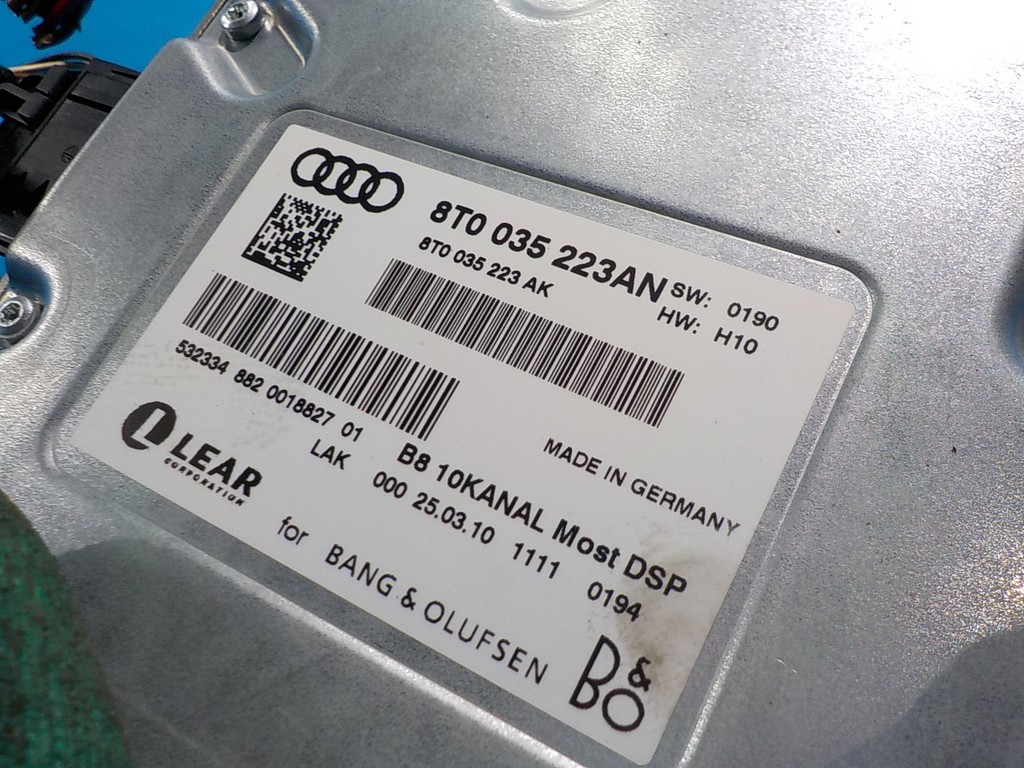 8T0 035 223AN SW: 0190
8T0 035 223 AK HW: H10
532334 882 0018827 01
MADE IN GERMANY
LAK B8 10KANAL Most DSP
000 25.03.10 1111 0194
L LEAR
CORPORATION
for BANG & OLUFSEN
B&O